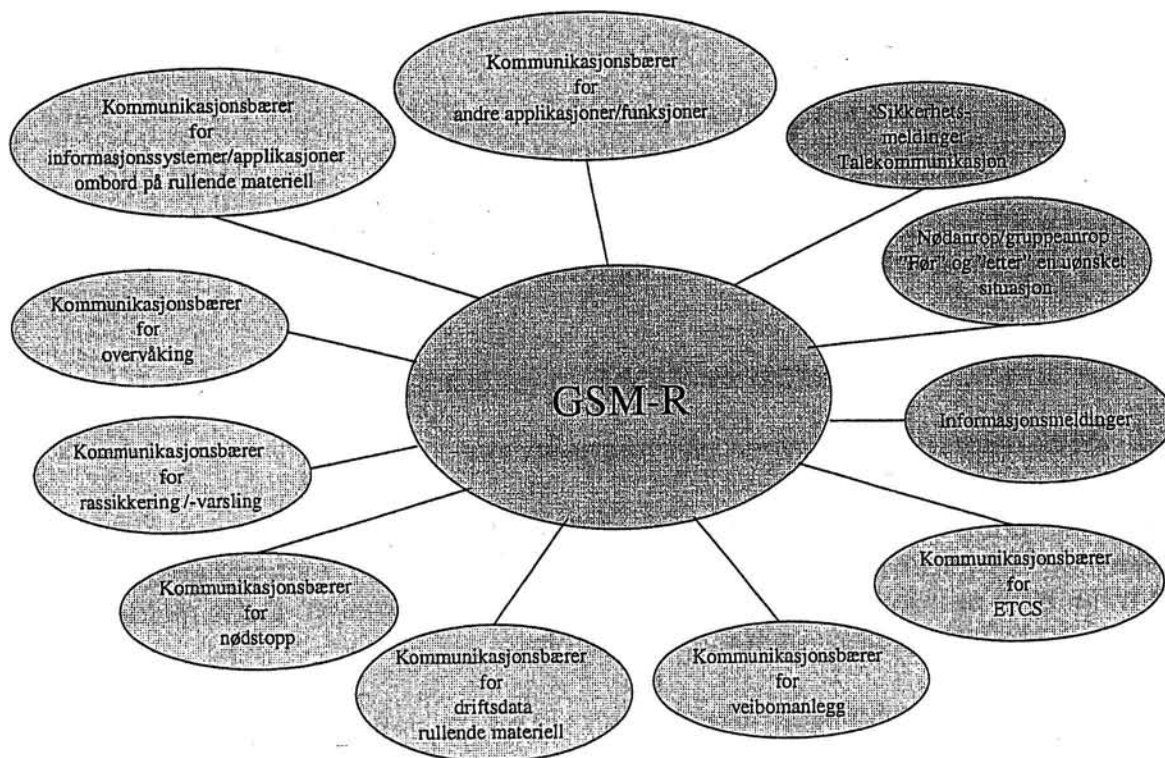 Kommunikasjonsbærer
for
informasjonssystemer/applikasjoner
ombord på rullende materiell
Kommunikasjonsbærer
for
andre applikasjoner/funksjoner
Sikkerhets-
meldinger
Talekommunikasjon
Nødanrop/gruppeanrop
"Før" og "etter" en uønsket
situasjon
Kommunikasjonsbærer
for
overvåking
GSM-R
Informasjonsmeldinger
Kommunikasjonsbærer
for
rassikkering /-varsling
Kommunikasjonsbærer
for
ETCS
Kommunikasjonsbærer
for
nødstopp
Kommunikasjonsbærer
for
driftsdata
rullende materiell
Kommunikasjonsbærer
for
veibomanlegg